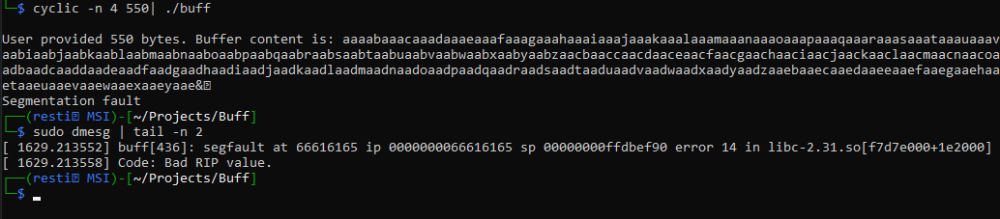 └─$ cyclic -n 4 550| ./buff
User provided 550 bytes. Buffer content is: aaaabaaacaaadaaaeaaafaaagaaahaaaiaaajaaakaaalaaamaaanaaaoaaapaaaqaaaraaasaaataaauaaav
aabiaabjaabkaablaabmaabnaaboaabpaabqaabraabsaabtaabuaabvaabwaabxaabyaabzaacbaaccaacdaaceaacfaacgaachaaciaacjaackaaclaacmaacnaacoa
adbaadcaaddaadeaadfaadgaadhaadiaadjaadkaadlaadmaadnaadoaadpaadqaadraadsaadtaaduaadvaadwaadxaadyaadzaaebaaecaaedaaeeaaefaaegaaehaa
etaaeuaaevaaewaaexaaeyaae&
Segmentation fault
┌──(resti MSI)-[~/Projects/Buff]
└─$ sudo dmesg | tail -n 2
[ 1629.213552] buff[436]: segfault at 66616165 ip 0000000066616165 sp 00000000ffdbef90 error 14 in libc-2.31.so[f7d7e000+1e2000]
[ 1629.213558] Code: Bad RIP value.
┌──(resti MSI)-[~/Projects/Buff]
└─$